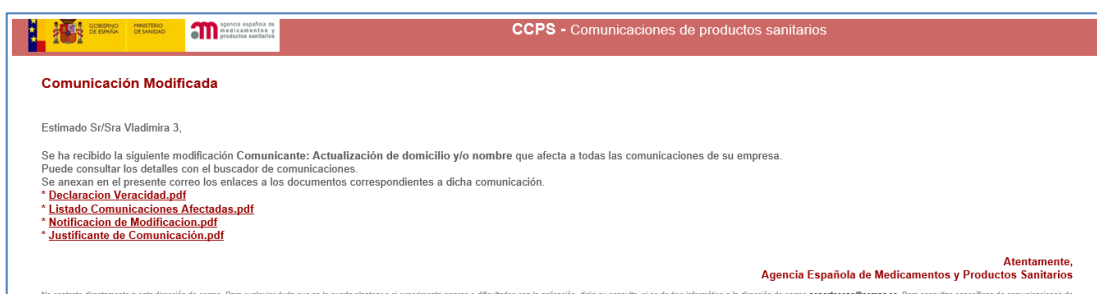 GOBIERNO DE ESPAÑA
MINISTERIO DE SANIDAD
agencia española de medicamentos y productos sanitarios
CCPS - Comunicaciones de productos sanitarios
Comunicación Modificada
Estimado Sr/Sra Vladimira 3,
Se ha recibido la siguiente modificación Comunicante: Actualización de domicilio y/o nombre que afecta a todas las comunicaciones de su empresa.
Puede consultar los detalles con el buscador de comunicaciones.
Se anexan en el presente correo los enlaces a los documentos correspondientes a dicha comunicación.
* Declaracion Veracidad.pdf
* Listado Comunicaciones Afectadas.pdf
* Notificacion de Modificacion.pdf
* Justificante de Comunicación.pdf
Atentamente,
Agencia Española de Medicamentos y Productos Sanitarios